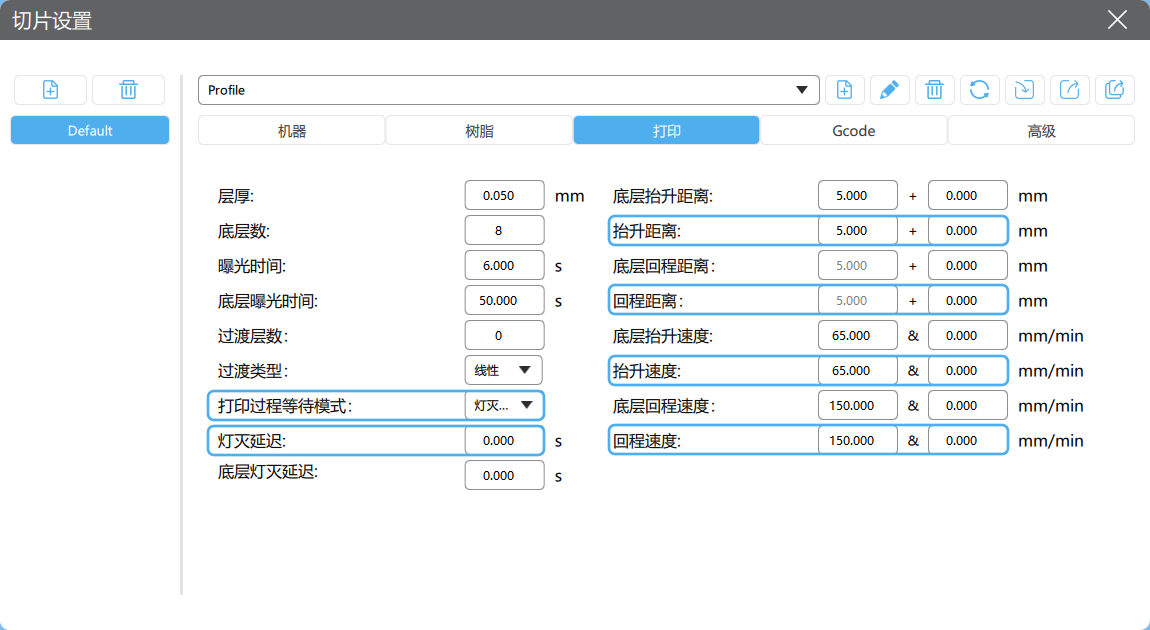 切片设置
Default
Profile
机器 树脂 打印 Gcode 高级
层厚: 0.050 mm
底层数: 8
曝光时间: 6.000 s
底层曝光时间: 50.000 s
过渡层数: 0
过渡类型: 线性
打印过程等待模式: 灯灭...
灯灭延迟: 0.000 s
底层灯灭延迟: 0.000 s
底层抬升距离: 5.000 + 0.000 mm
抬升距离: 5.000 + 0.000 mm
底层回程距离: 5.000 + 0.000 mm
回程距离: 5.000 + 0.000 mm
底层抬升速度: 65.000 & 0.000 mm/min
抬升速度: 65.000 & 0.000 mm/min
底层回程速度: 150.000 & 0.000 mm/min
回程速度: 150.000 & 0.000 mm/min